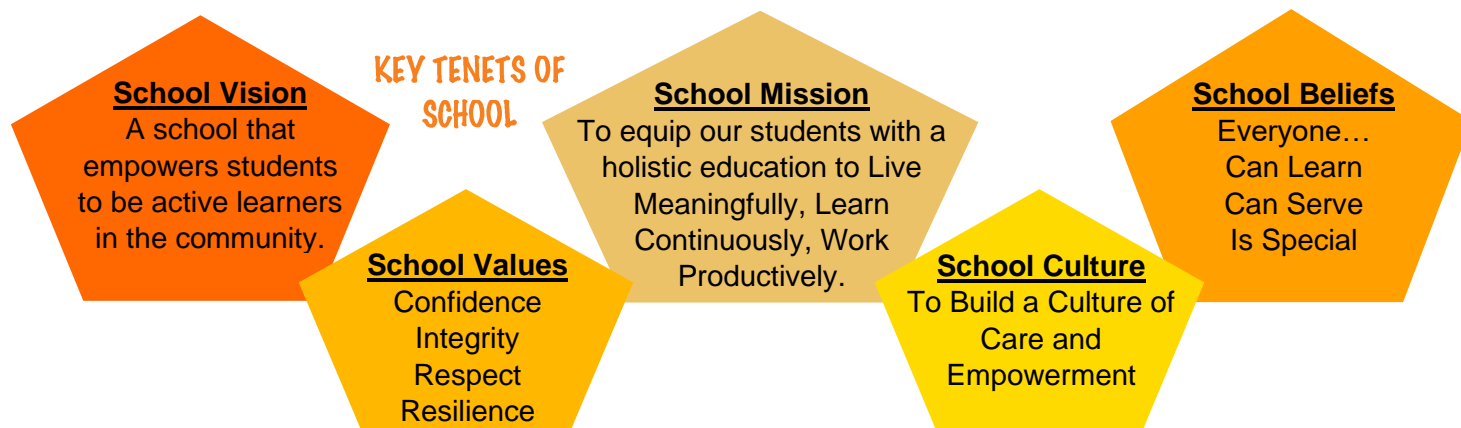 School Vision
A school that
empowers students
to be active learners
in the community.
KEY TENETS OF
SCHOOL
School Values
Confidence
Integrity
Respect
Resilience
School Mission
To equip our students with a
holistic education to Live
Meaningfully, Learn
Continuously, Work
Productively.
School Culture
To Build a Culture of
Care and
Empowerment
School Beliefs
Everyone…
Can Learn
Can Serve
Is Special